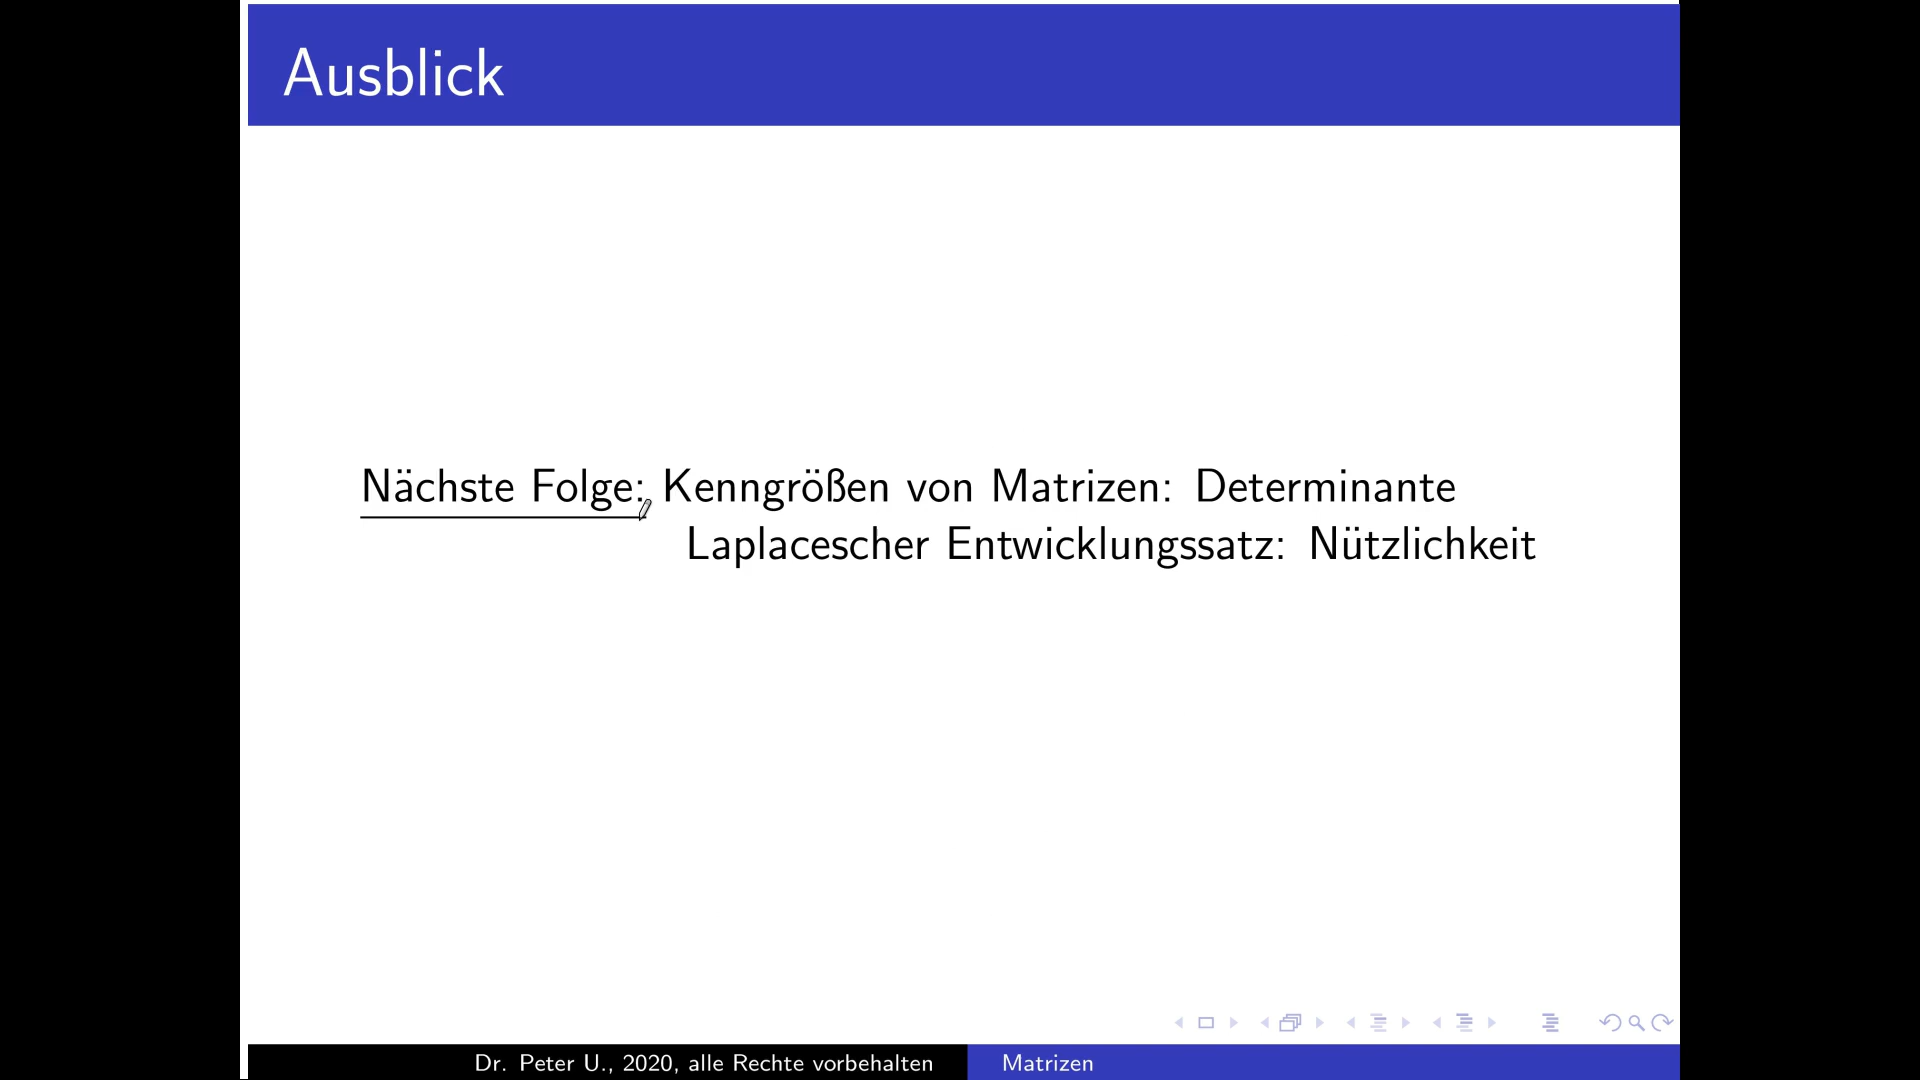 Ausblick
Nächste Folge: Kenngrößen von Matrizen: Determinante
Laplacescher Entwicklungssatz: Nützlichkeit
Dr. Peter U., 2020, alle Rechte vorbehalten Matrizen